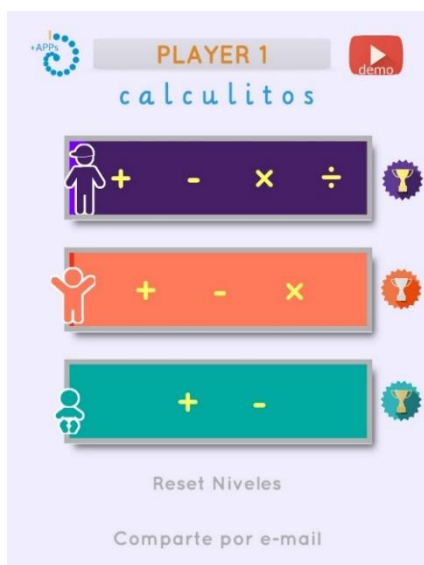 +APPs
PLAYER 1
demo
calculitos
+ - × ÷
+ - ×
+ -
Reset Niveles
Comparte por e-mail